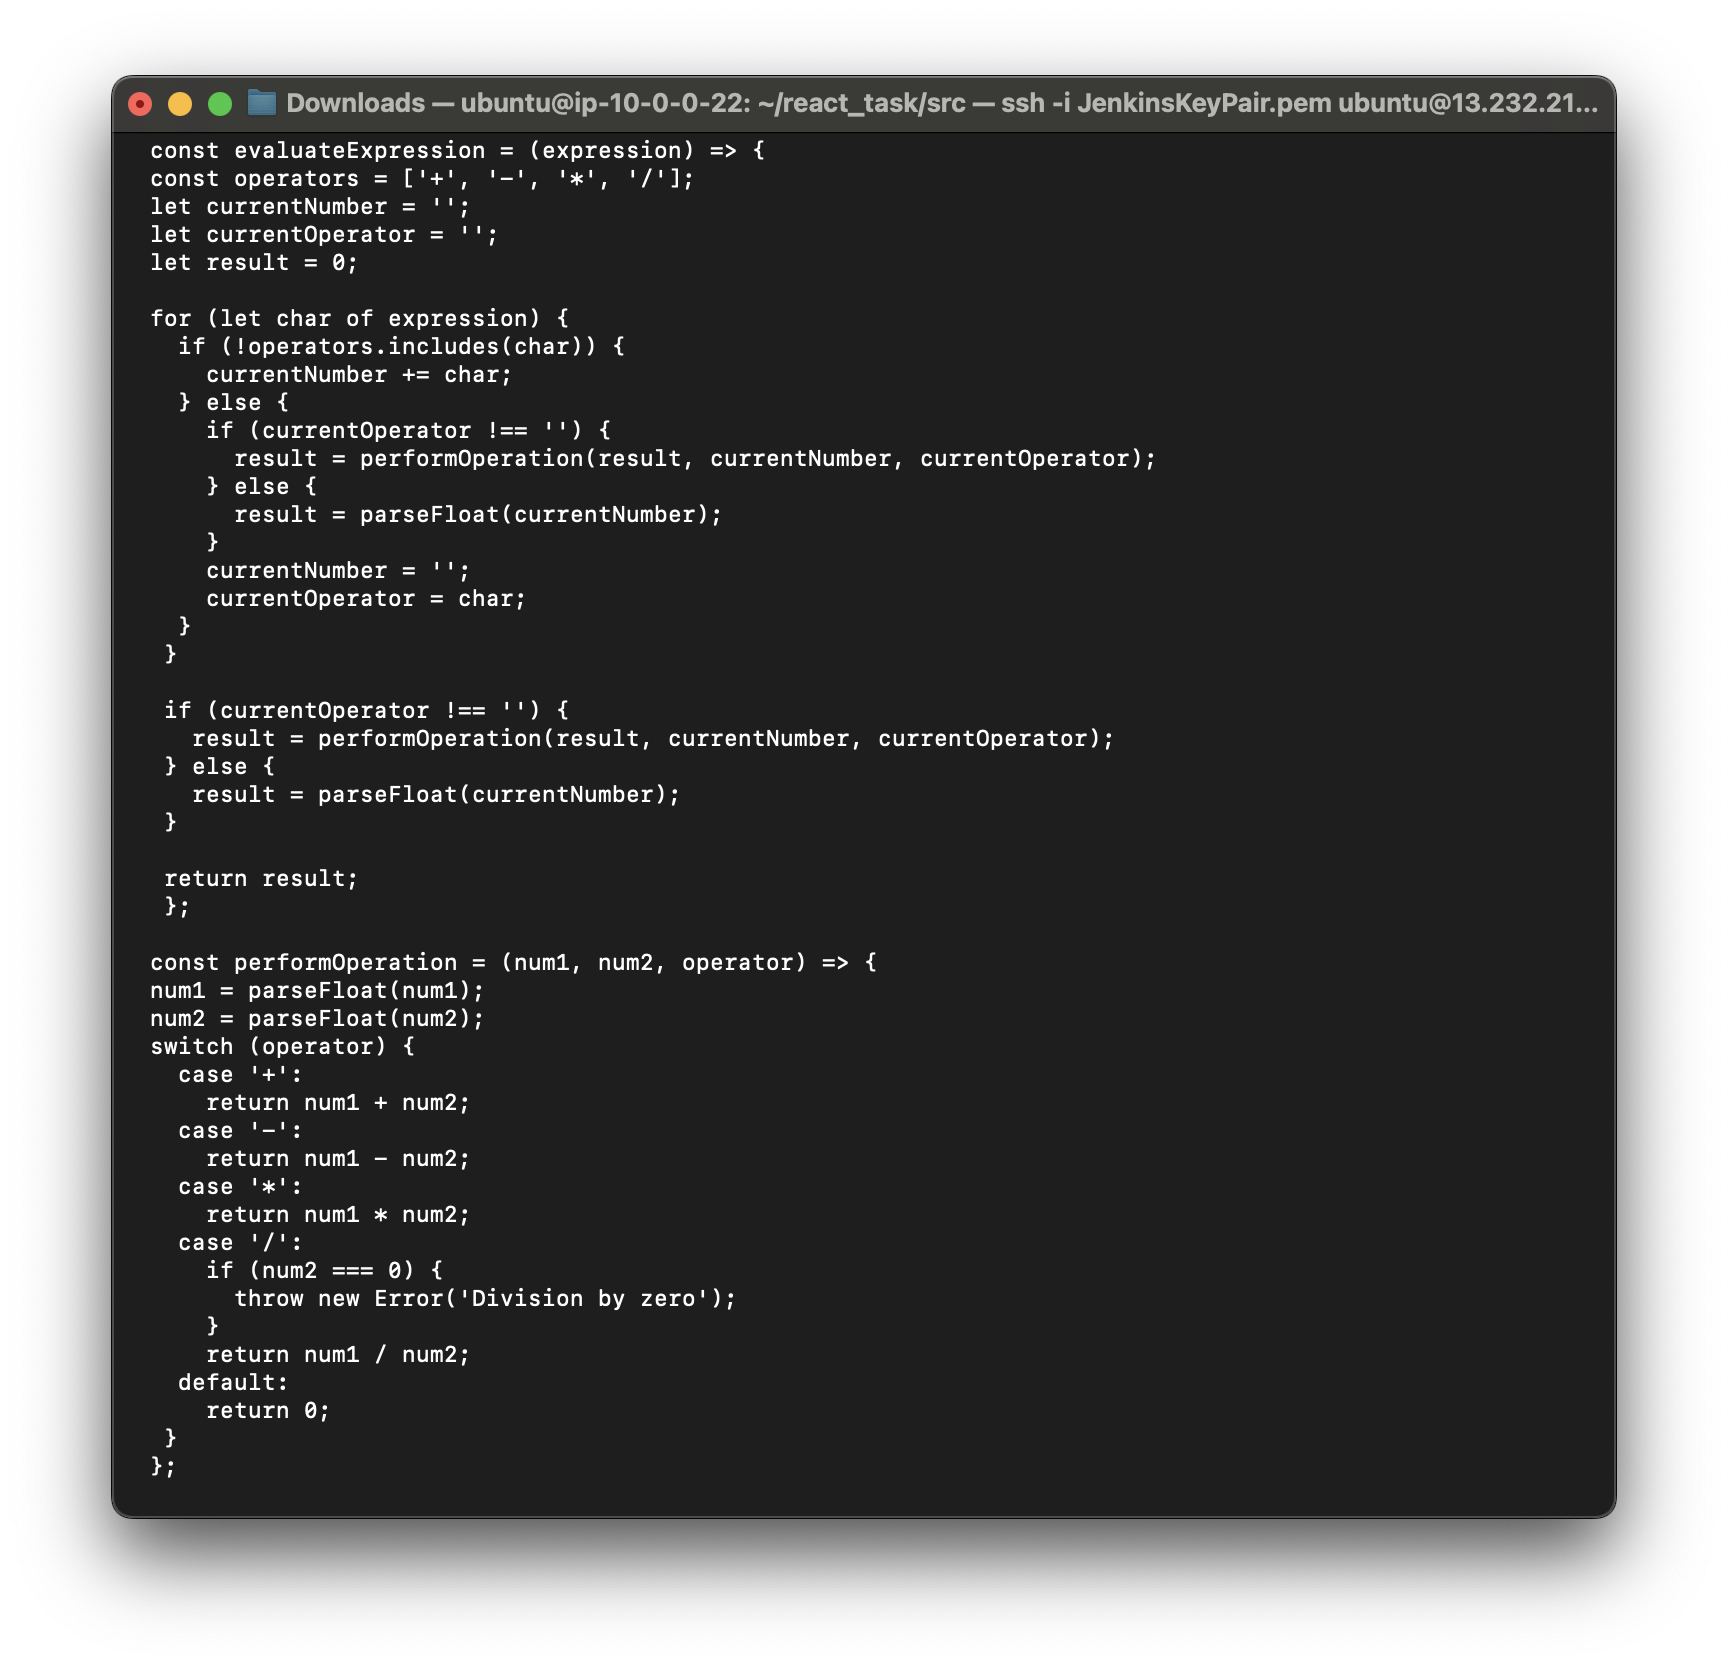 Downloads — ubuntu@ip-10-0-0-22: ~/react_task/src — ssh -i JenkinsKeyPair.pem ubuntu@13.232.21...
const evaluateExpression = (expression) => {
const operators = ['+', '-', '*', '/'];
let currentNumber = '';
let currentOperator = '';
let result = 0;

for (let char of expression) {
  if (!operators.includes(char)) {
    currentNumber += char;
  } else {
    if (currentOperator !== '') {
      result = performOperation(result, currentNumber, currentOperator);
    } else {
      result = parseFloat(currentNumber);
    }
    currentNumber = '';
    currentOperator = char;
  }
 }

 if (currentOperator !== '') {
   result = performOperation(result, currentNumber, currentOperator);
 } else {
   result = parseFloat(currentNumber);
 }

 return result;
 };

const performOperation = (num1, num2, operator) => {
num1 = parseFloat(num1);
num2 = parseFloat(num2);
switch (operator) {
  case '+':
    return num1 + num2;
  case '-':
    return num1 - num2;
  case '*':
    return num1 * num2;
  case '/':
    if (num2 === 0) {
      throw new Error('Division by zero');
    }
    return num1 / num2;
  default:
    return 0;
 }
};